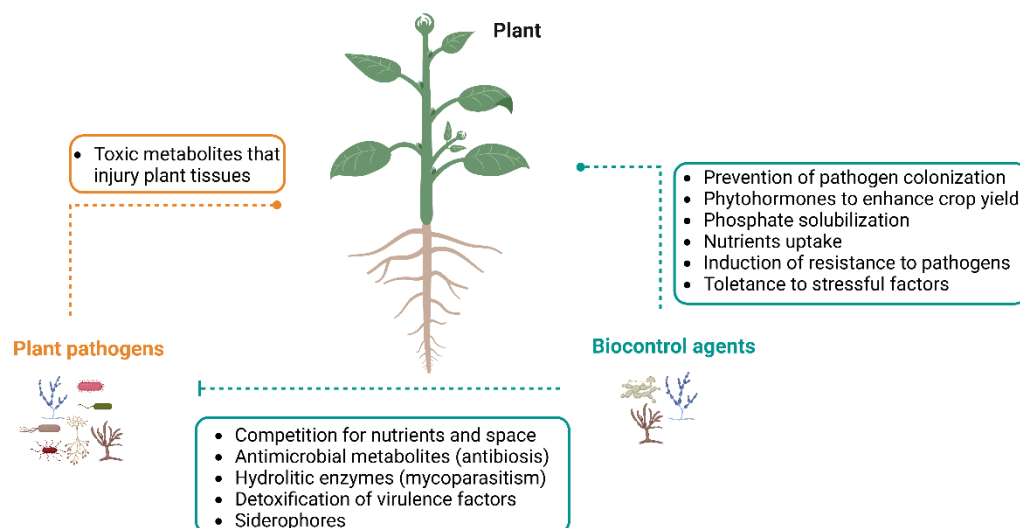 Plant
• Toxic metabolites that
injury plant tissues
• Prevention of pathogen colonization
• Phytohormones to enhance crop yield
• Phosphate solubilization
• Nutrients uptake
• Induction of resistance to pathogens
• Toletance to stressful factors
Plant pathogens
Biocontrol agents
• Competition for nutrients and space
• Antimicrobial metabolites (antibiosis)
• Hydrolitic enzymes (mycoparasitism)
• Detoxification of virulence factors
• Siderophores